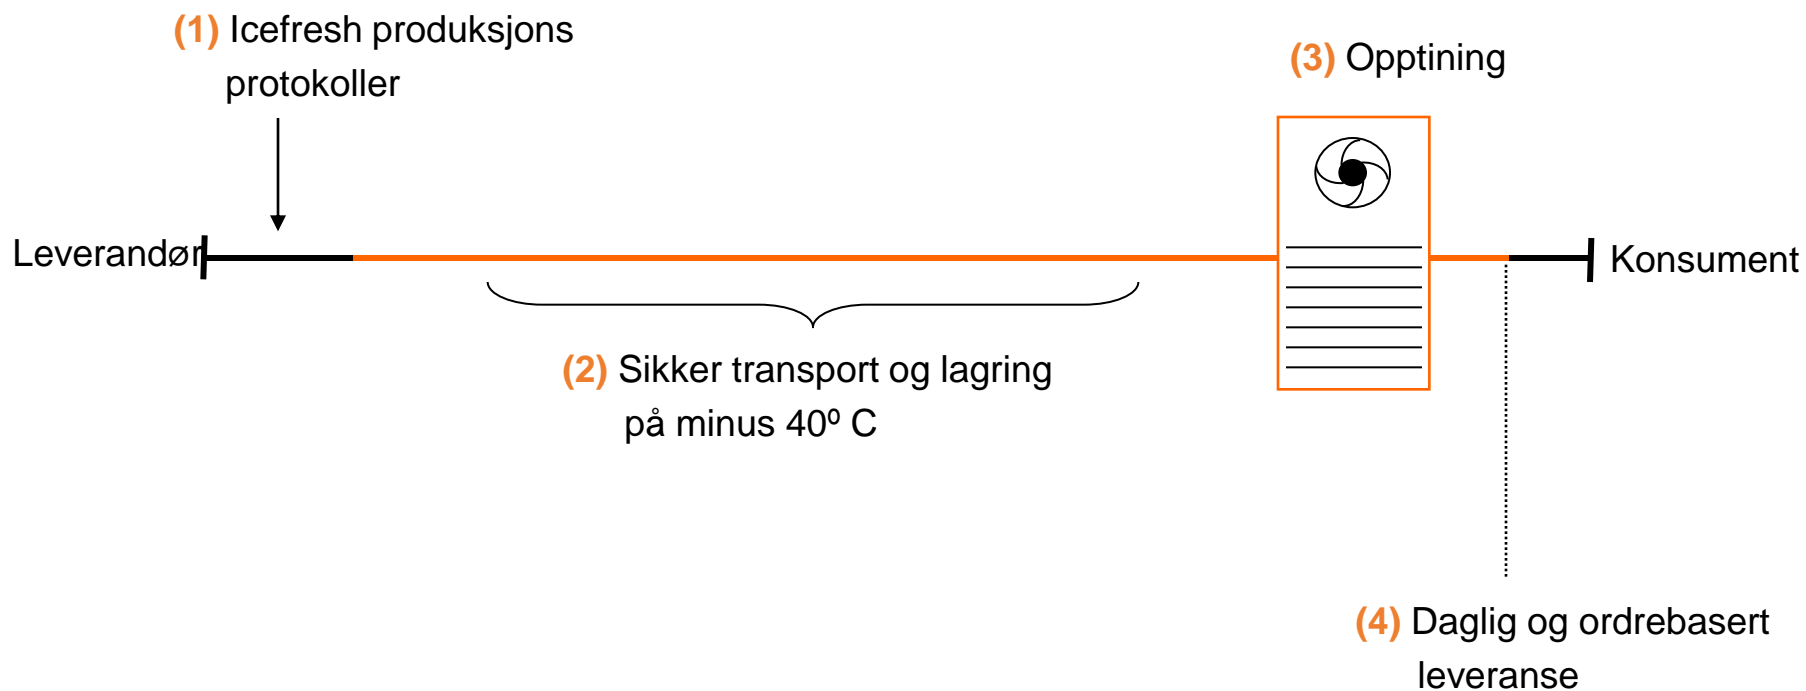 (1) Icefresh produksjons
protokoller
(3) Opptining
Leverandør
Konsument
(2) Sikker transport og lagring
på minus 40⁰ C
(4) Daglig og ordrebasert
leveranse